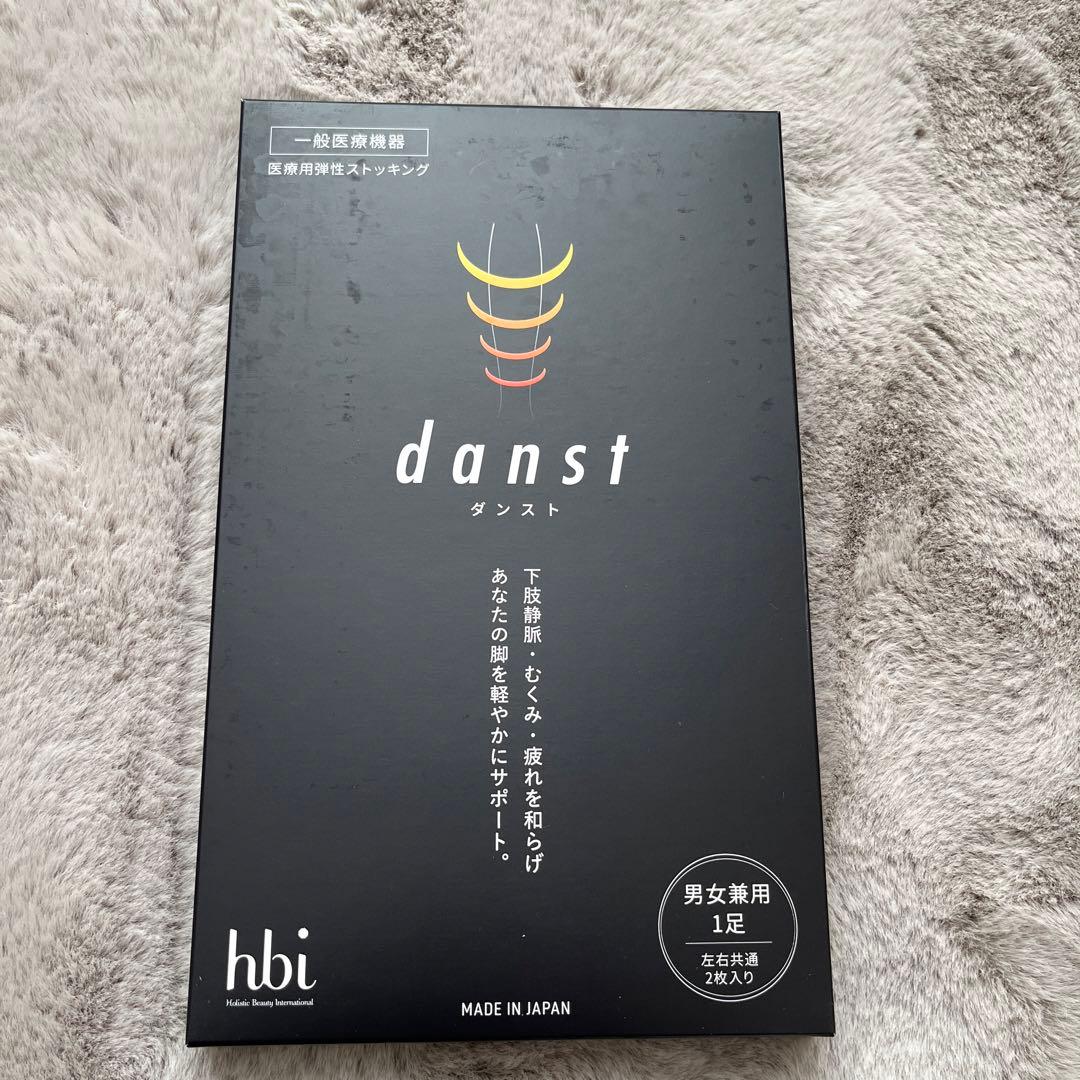 一般医療機器
医療用弾性ストッキング
danst
ダンスト
下肢静脈・むくみ・疲れを和らげ
あなたの脚を軽やかにサポート。
男女兼用
1足
左右共通
2枚入り
hbi
Holistic Beauty International
MADE IN JAPAN